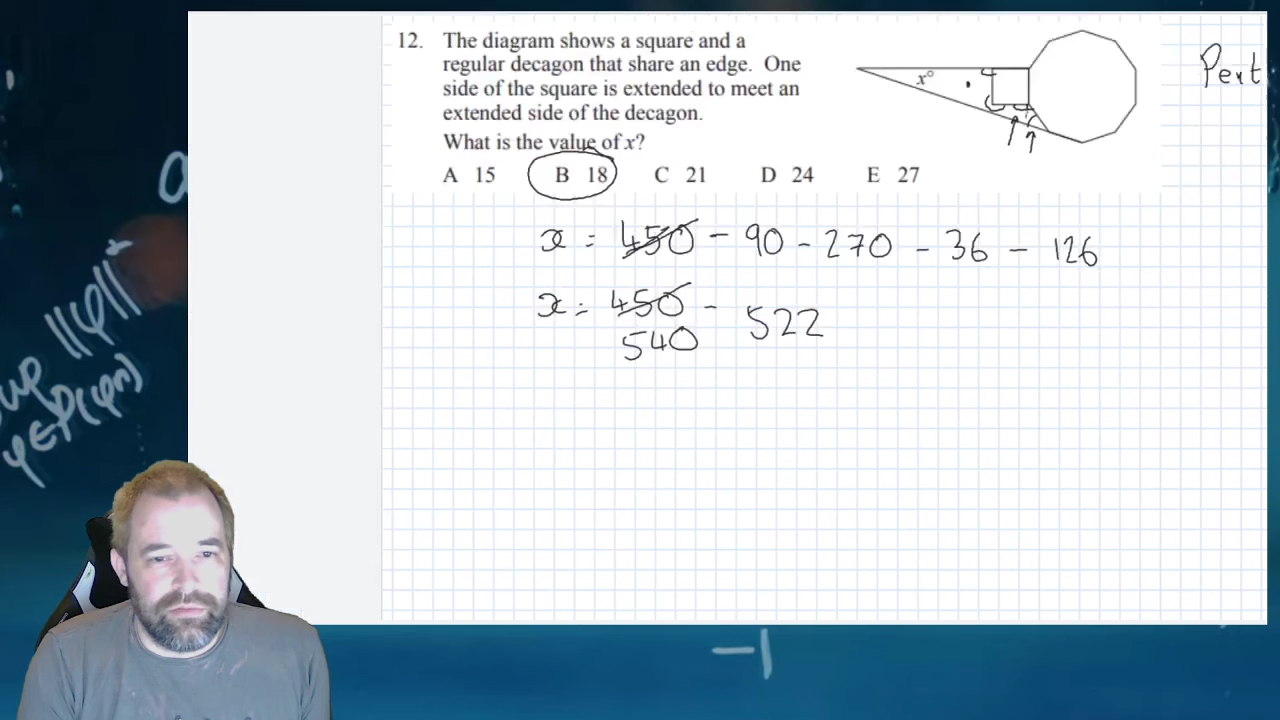 12. The diagram shows a square and a
regular decagon that share an edge. One
side of the square is extended to meet an
extended side of the decagon.
What is the value of x?
A 15 B 18 C 21 D 24 E 27
x°
Pent
x = 450 - 90 - 270 - 36 - 126
x = 450 - 522
540
||φ||
φ∈P(φn)
-1